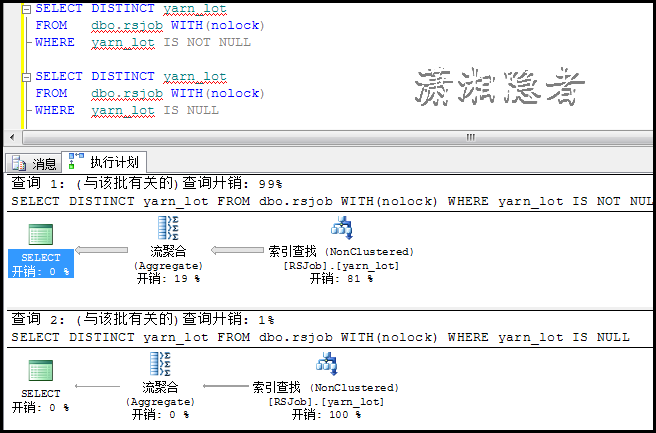 SELECT DISTINCT yarn_lot
FROM dbo.rsjob WITH(nolock)
WHERE yarn_lot IS NOT NULL
SELECT DISTINCT yarn_lot
FROM dbo.rsjob WITH(nolock)
WHERE yarn_lot IS NULL
潇湘隐者
消息 执行计划
查询 1: (与该批有关的)查询开销: 99%
SELECT DISTINCT yarn_lot FROM dbo.rsjob WITH(nolock) WHERE yarn_lot IS NOT NUL
SELECT
开销: 0 %
流聚合
(Aggregate)
开销: 19 %
索引查找 (NonClustered)
[RSJob].[yarn_lot]
开销: 81 %
查询 2: (与该批有关的)查询开销: 1%
SELECT DISTINCT yarn_lot FROM dbo.rsjob WITH(nolock) WHERE yarn_lot IS NULL
SELECT
开销: 0 %
流聚合
(Aggregate)
开销: 0 %
索引查找 (NonClustered)
[RSJob].[yarn_lot]
开销: 100 %